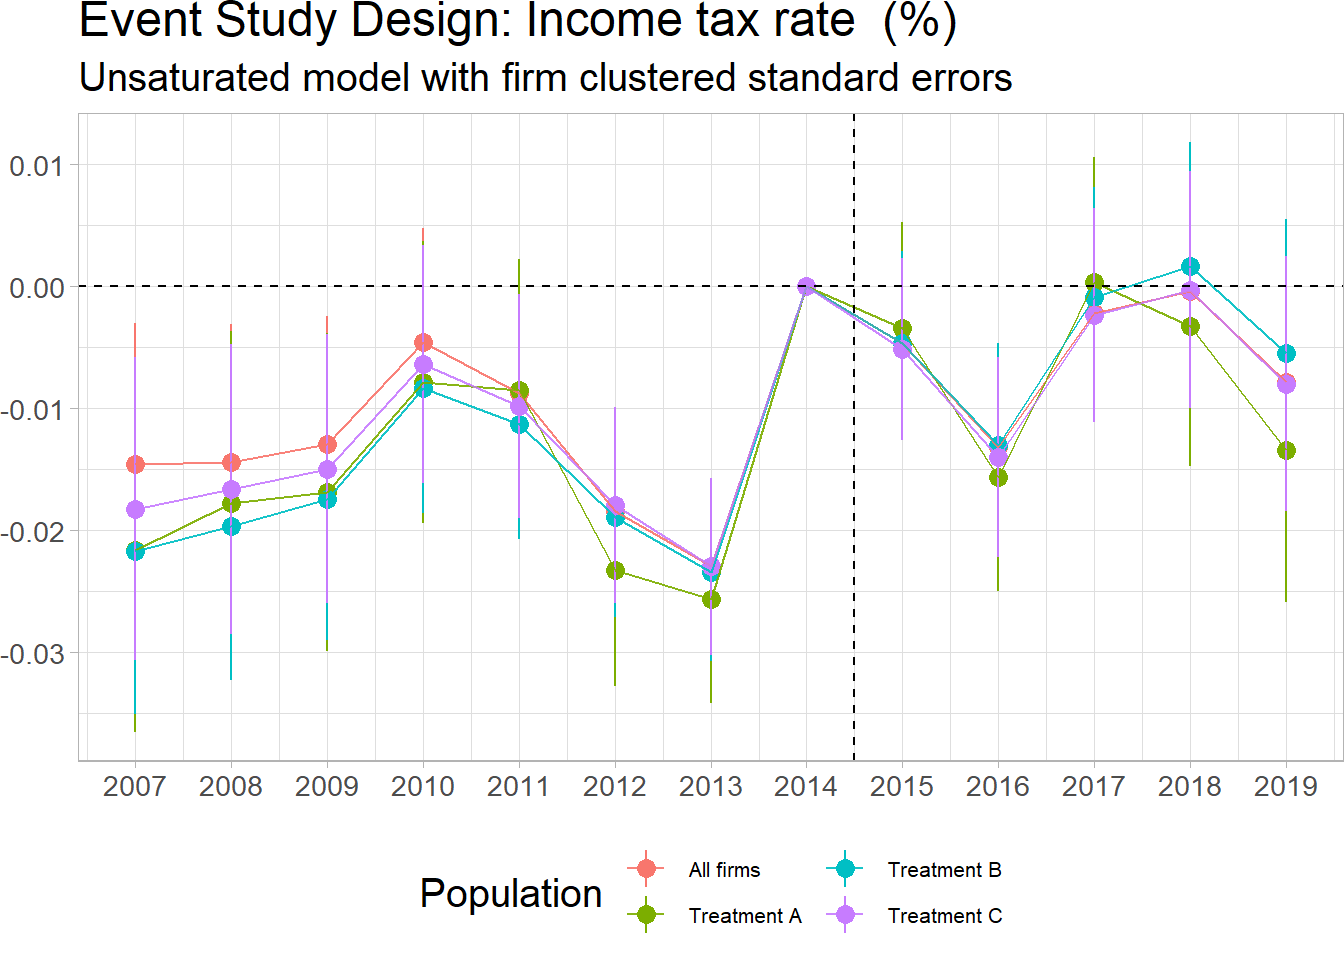 Event Study Design: Income tax rate  (%)
Unsaturated model with firm clustered standard errors
0.01
0.00
-0.01
-0.02
-0.03
2007 2008 2009 2010 2011 2012 2013 2014 2015 2016 2017 2018 2019
Population
All firms
Treatment A
Treatment B
Treatment C